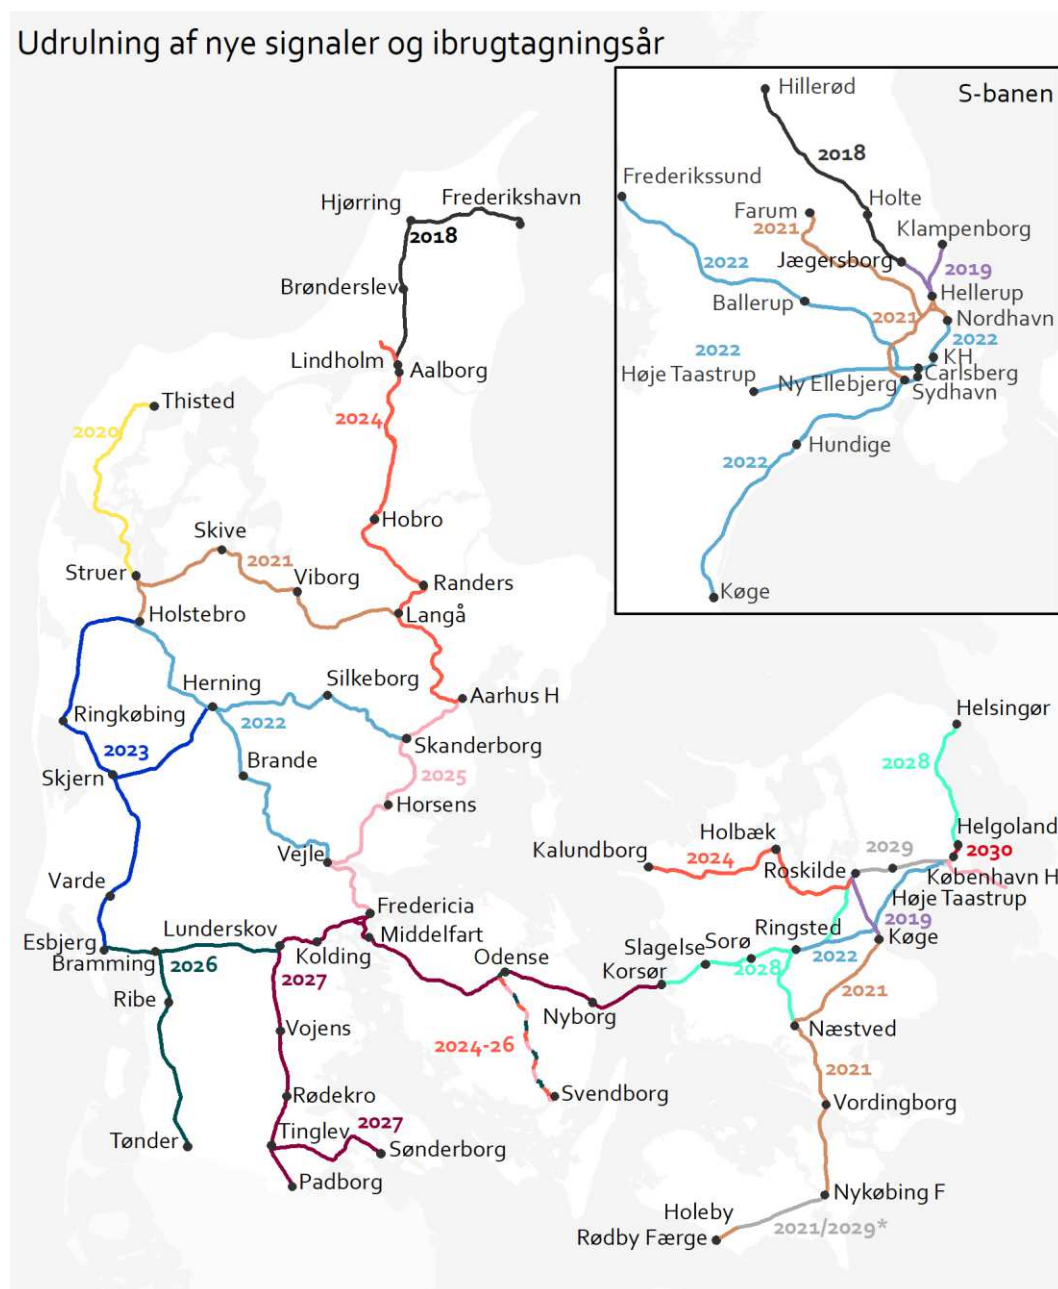 Udrulning af nye signaler og ibrugtagningsår
S-banen
Hillerød
2018
Frederikssund
Holte
Farum
2021
Klampenborg
Jægersborg
2019
2022
Hellerup
Ballerup
2021
Nordhavn
2022
2022
KH
Høje Taastrup
Ny Ellebjerg
Carlsberg
Sydhavn
Hundige
2022
Køge
Hjørring
Frederikshavn
2018
Brønderslev
Lindholm
Aalborg
Thisted
2024
2020
Hobro
Skive
2021
Struer
Viborg
Randers
Holstebro
Langå
Herning
Silkeborg
Aarhus H
Ringkøbing
2022
2023
Skanderborg
Skjern
Brande
2025
Horsens
Vejle
Varde
Fredericia
Esbjerg
Lunderskov
Middelfart
Bramming
2026
Kolding
2027
Odense
Ribe
Nyborg
Vojens
2024-26
Rødekro
Svendborg
Tønder
Tinglev
2027
Sønderborg
Padborg
Helsingør
2028
Helgoland
Holbæk
2029
2030
Kalundborg
2024
Roskilde
København H
Høje Taastrup
2019
Ringsted
Køge
Slagelse
Sorø
2022
Korsør
2028
2021
Næstved
2021
Vordingborg
Nykøbing F
Holeby
2021/2029*
Rødby Færge